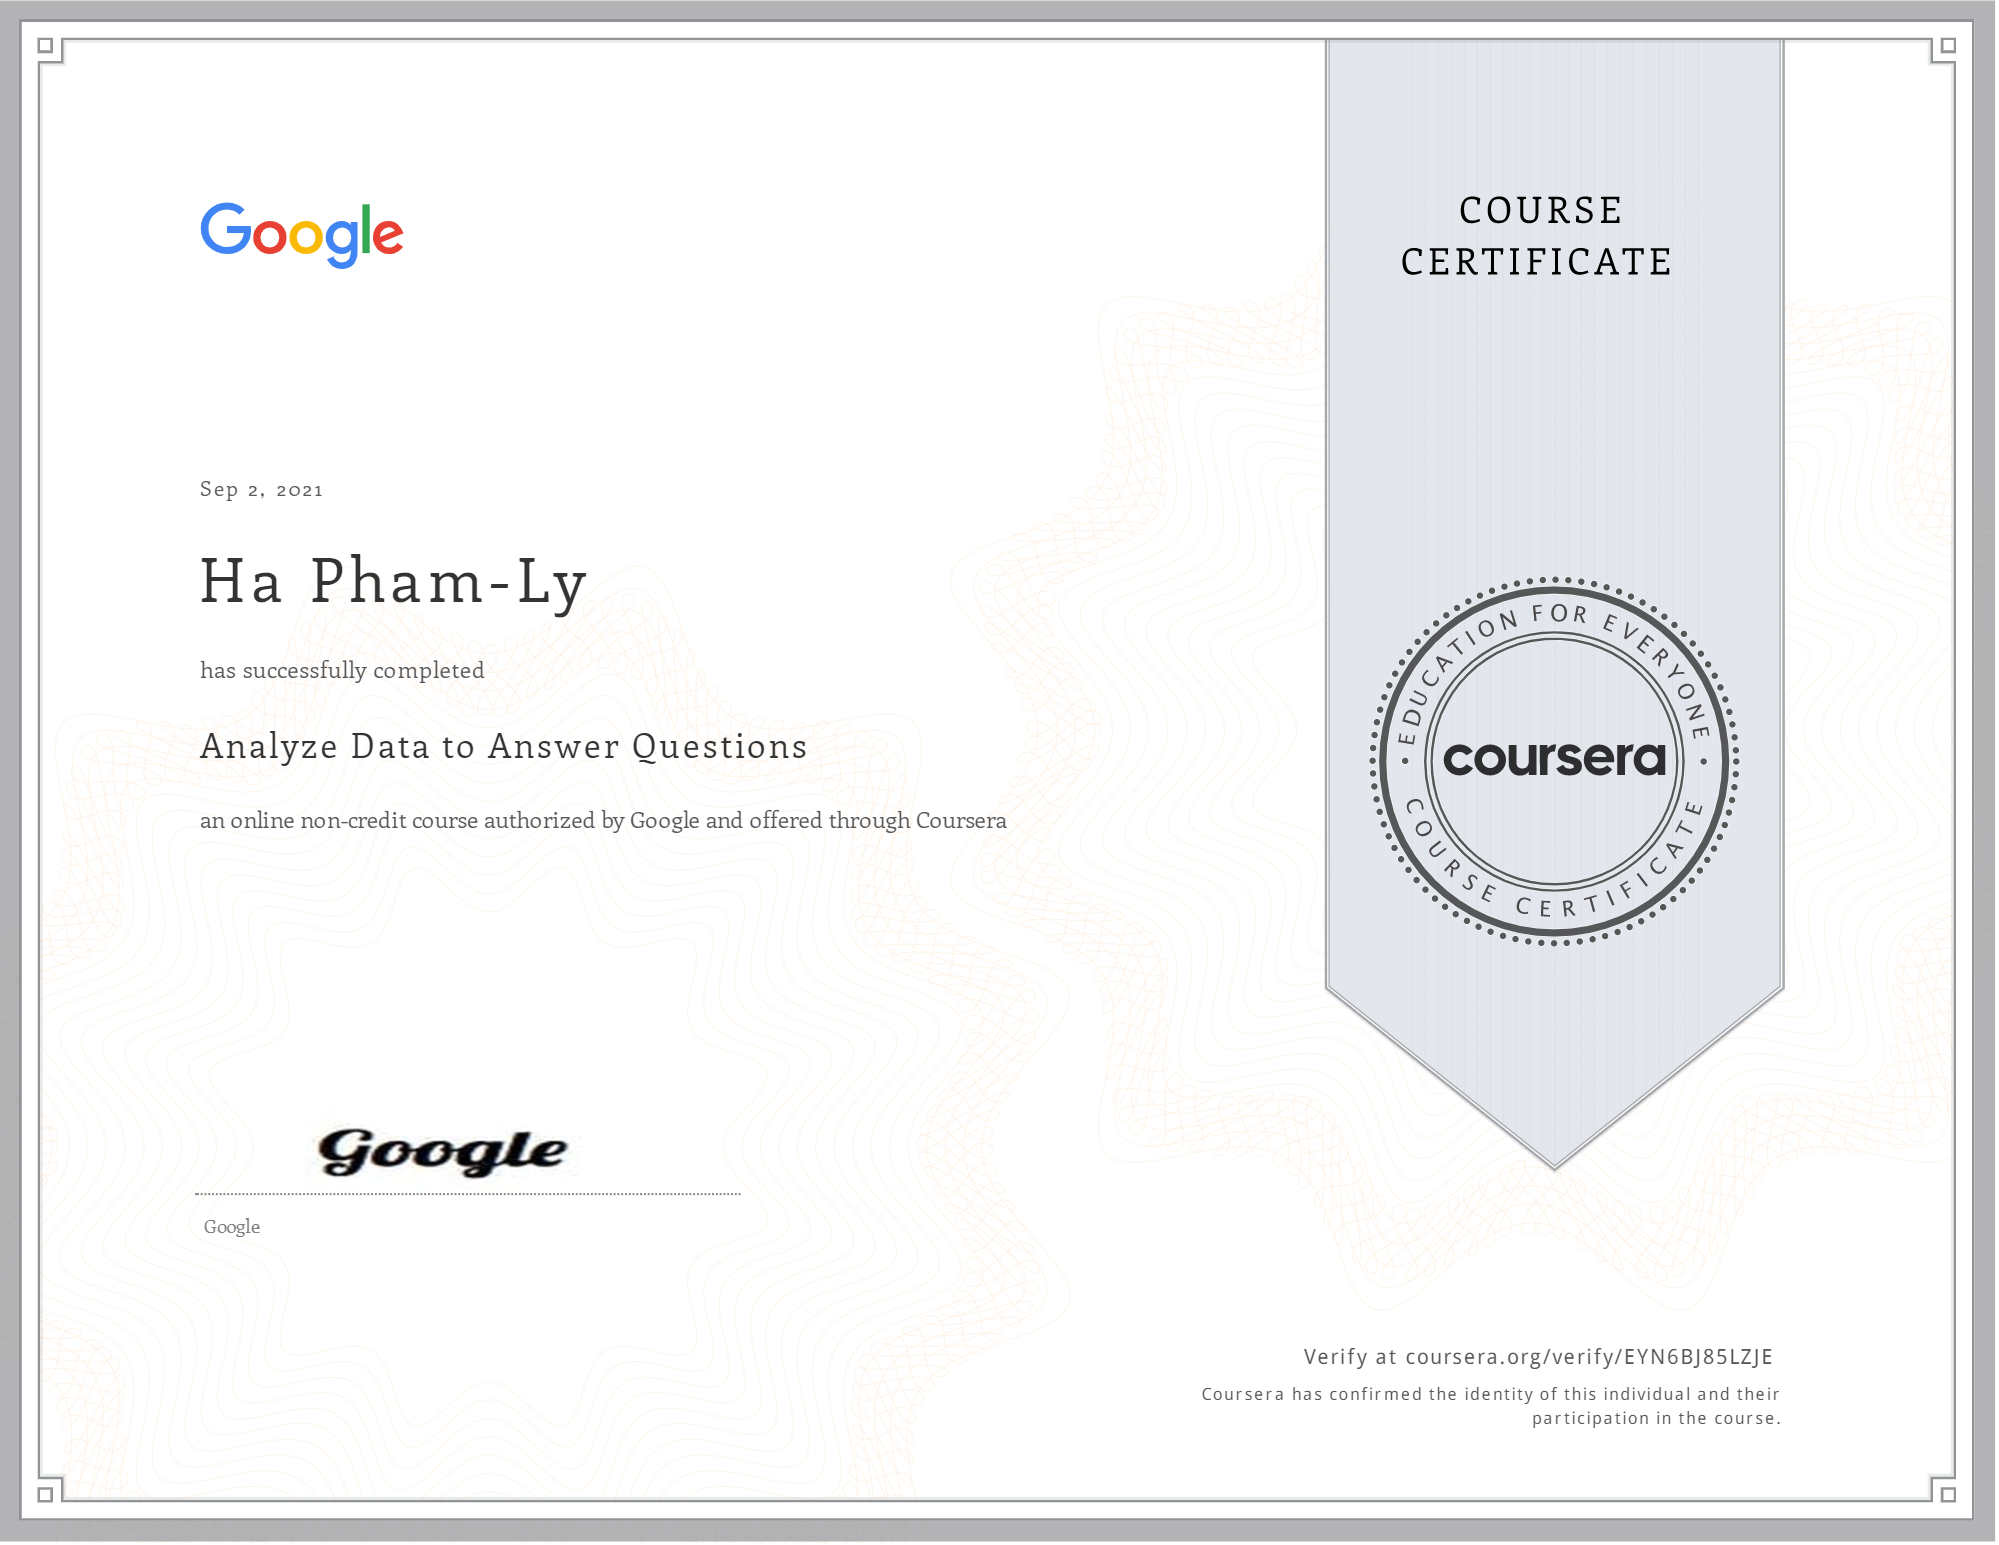 Google
COURSE
CERTIFICATE
Sep 2, 2021
Ha Pham-Ly
has successfully completed
Analyze Data to Answer Questions
an online non-credit course authorized by Google and offered through Coursera
EDUCATION FOR EVERYONE
coursera
COURSE CERTIFICATE
Google
Google
Verify at coursera.org/verify/EYN6BJ85LZJE
Coursera has confirmed the identity of this individual and their
participation in the course.